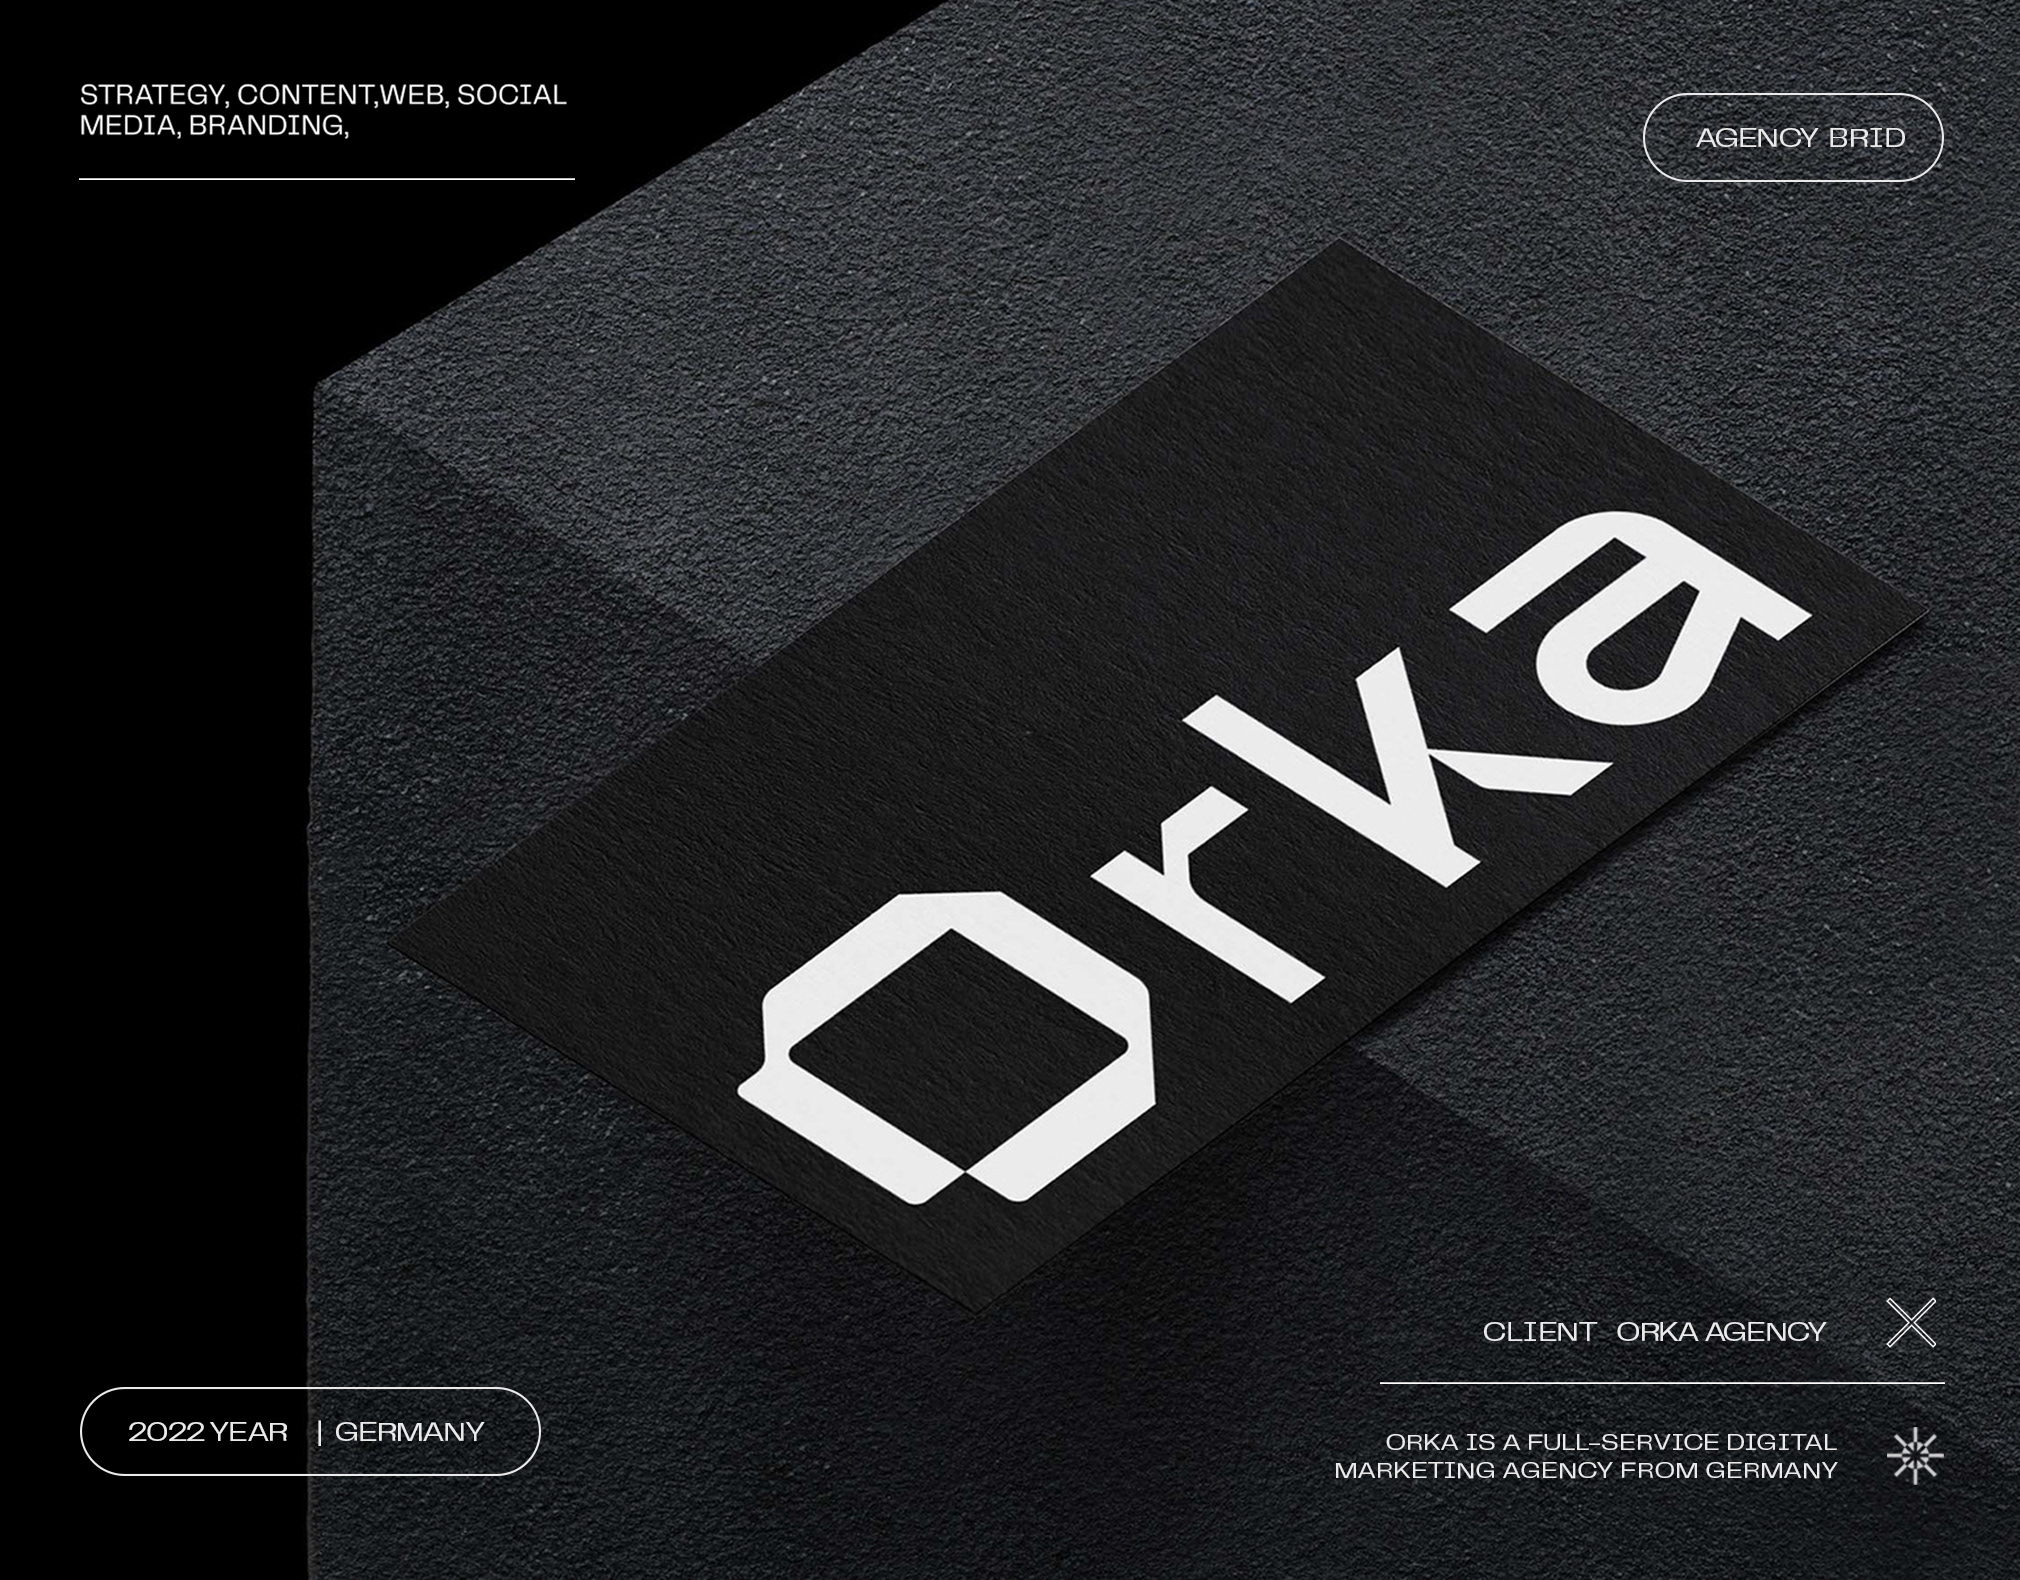 STRATEGY, CONTENT,WEB, SOCIAL
MEDIA, BRANDING,
AGENCY BRID
Orka
CLIENT ORKA AGENCY
2022 YEAR | GERMANY
ORKA IS A FULL-SERVICE DIGITAL
MARKETING AGENCY FROM GERMANY